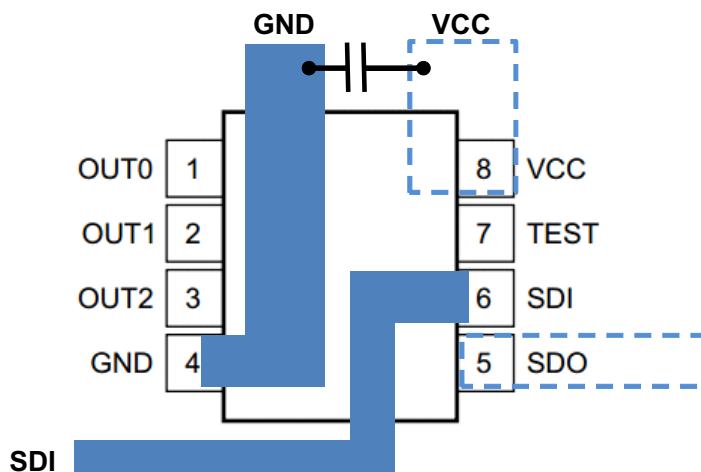 GND VCC
OUT0 1 8 VCC
OUT1 2 7 TEST
OUT2 3 6 SDI
GND 4 5 SDO
SDI